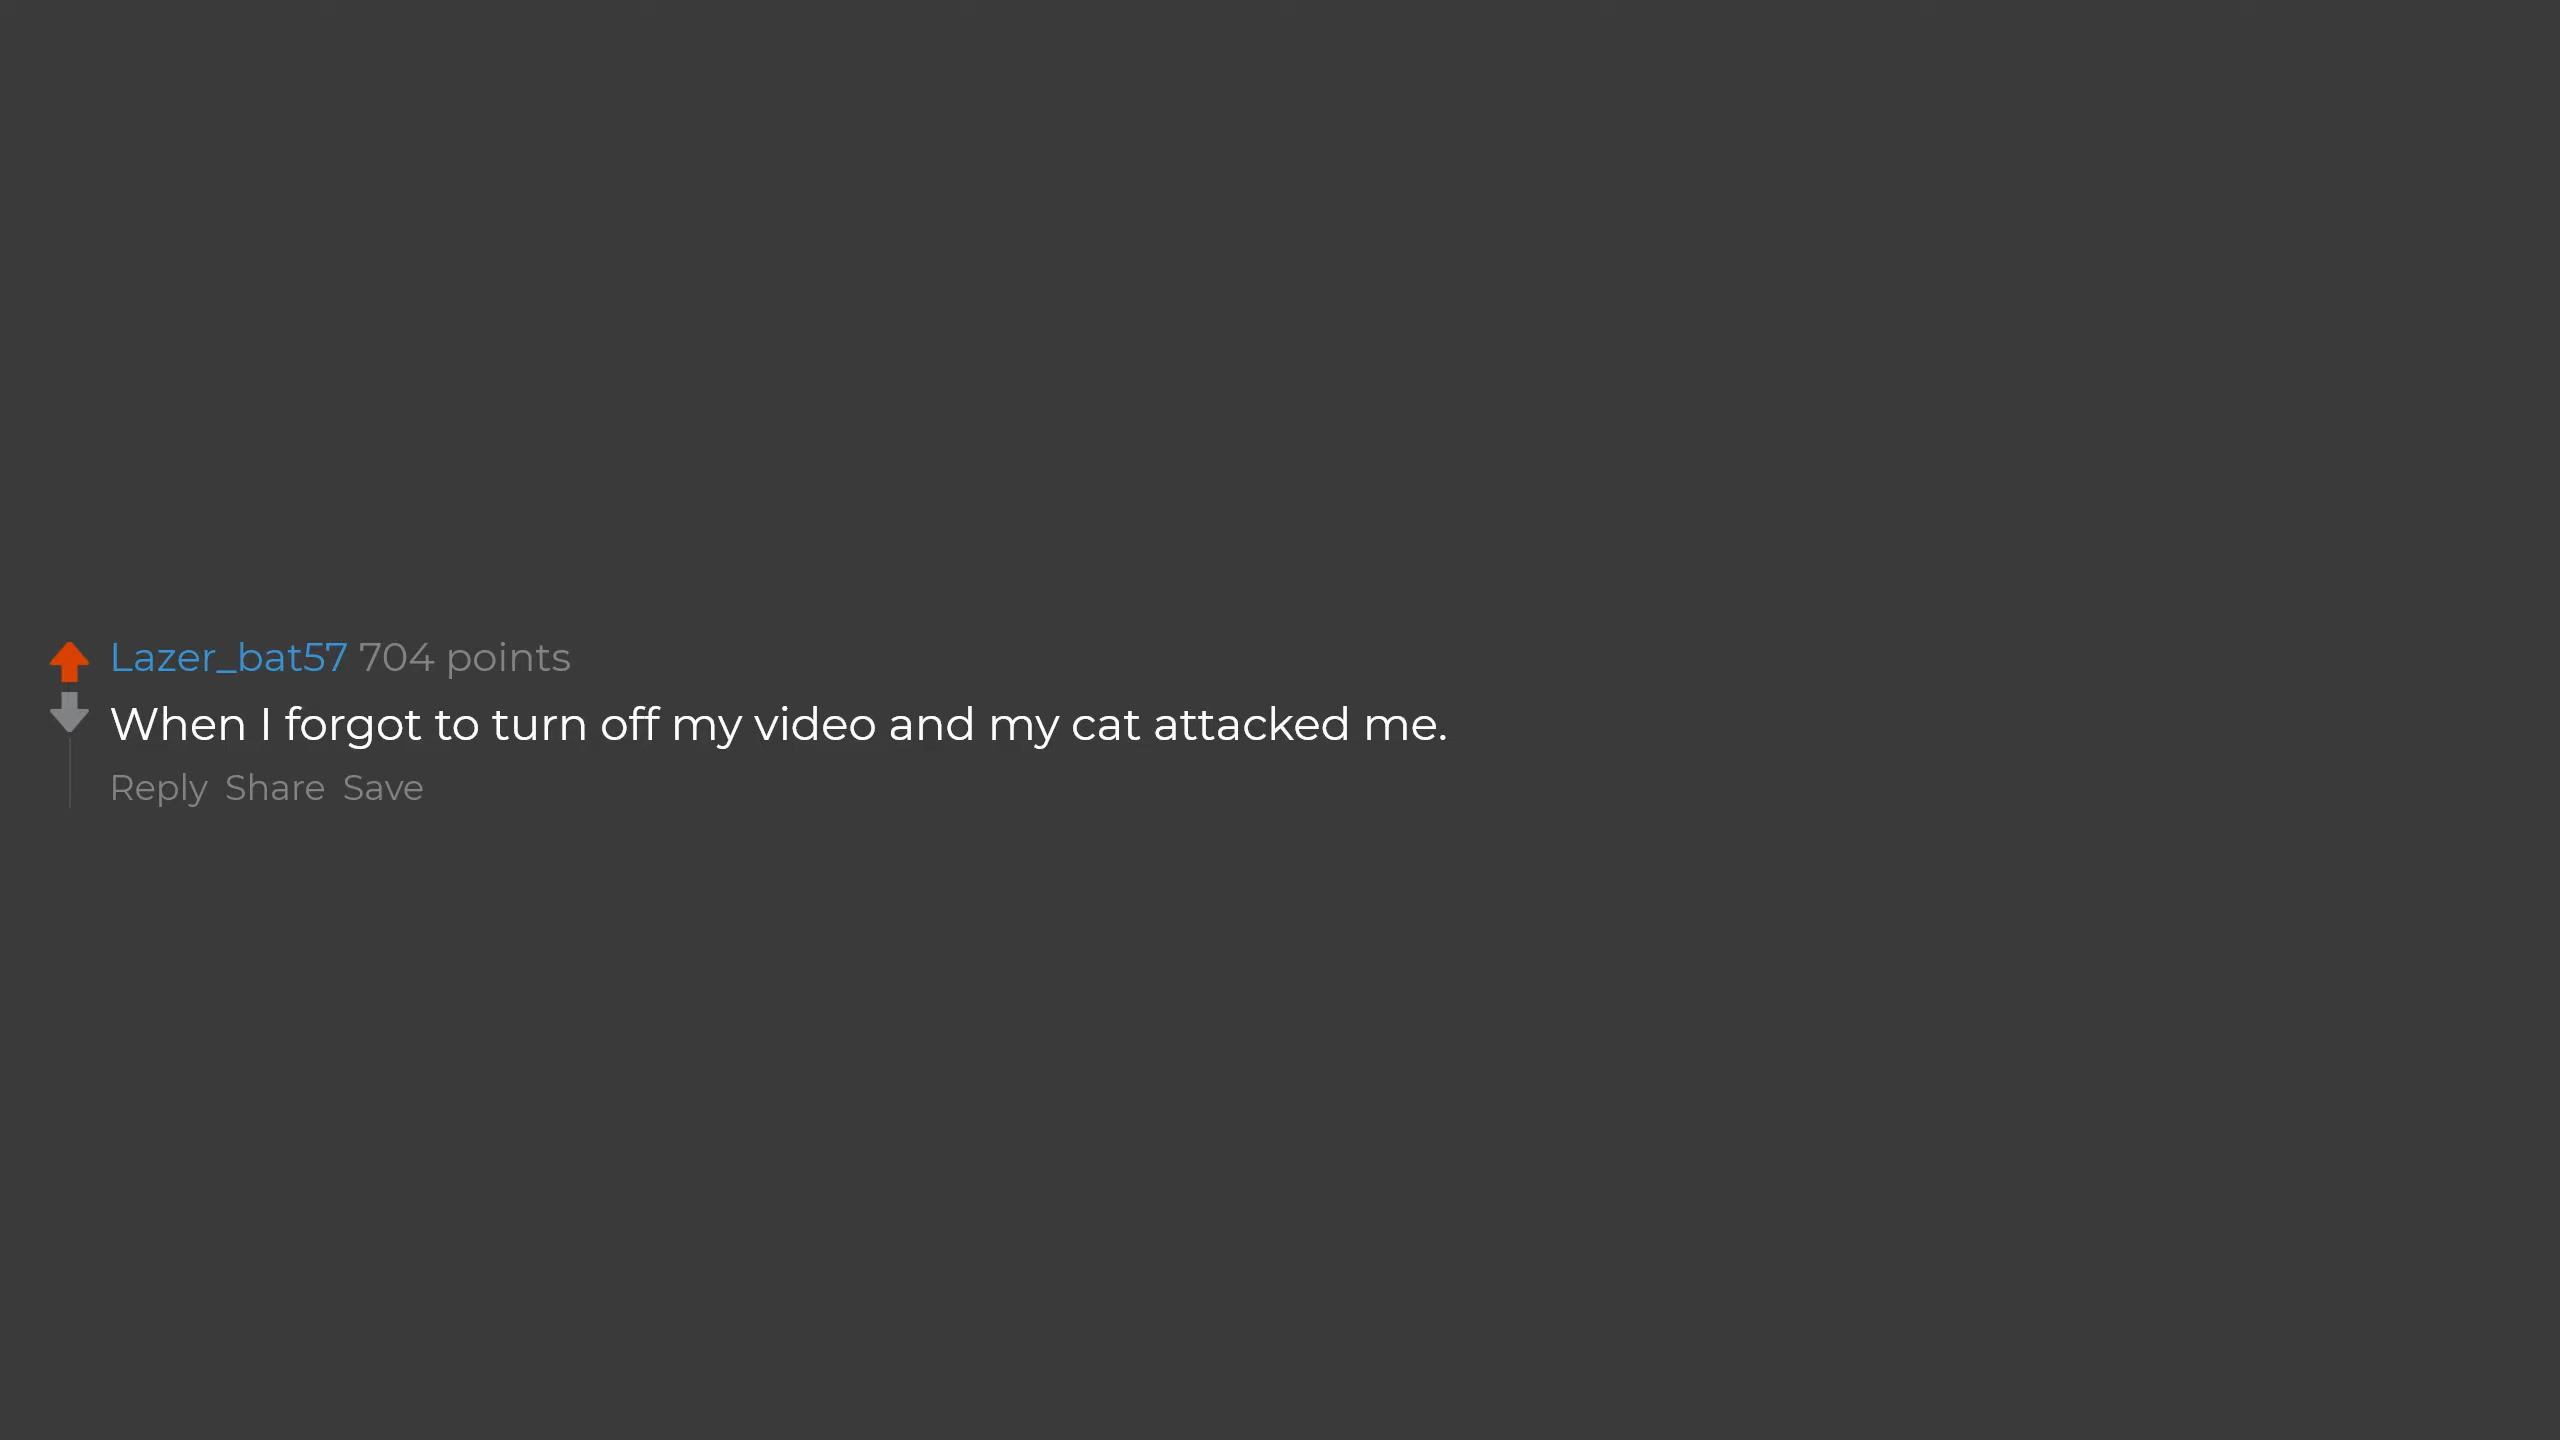 Lazer_bat57 704 points
When I forgot to turn off my video and my cat attacked me.
Reply Share Save